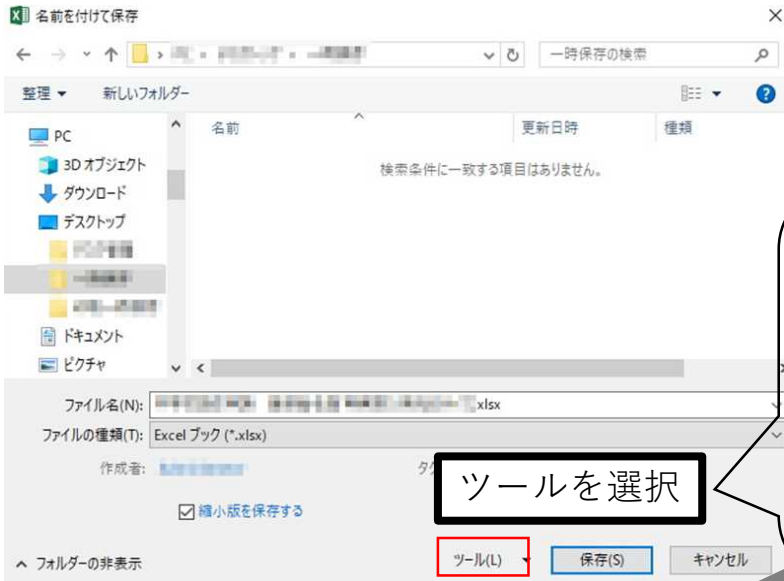 名前を付けて保存
一時保存の検索
整理 新しいフォルダー
名前 更新日時 種類
検索条件に一致する項目はありません。
PC
3D オブジェクト
ダウンロード
デスクトップ
ドキュメント
ピクチャ
ファイル名(N): xlsx
ファイルの種類(T): Excel ブック (*.xlsx)
作成者:
縮小版を保存する
ツールを選択
フォルダーの非表示
ツール(L) 保存(S) キャンセル